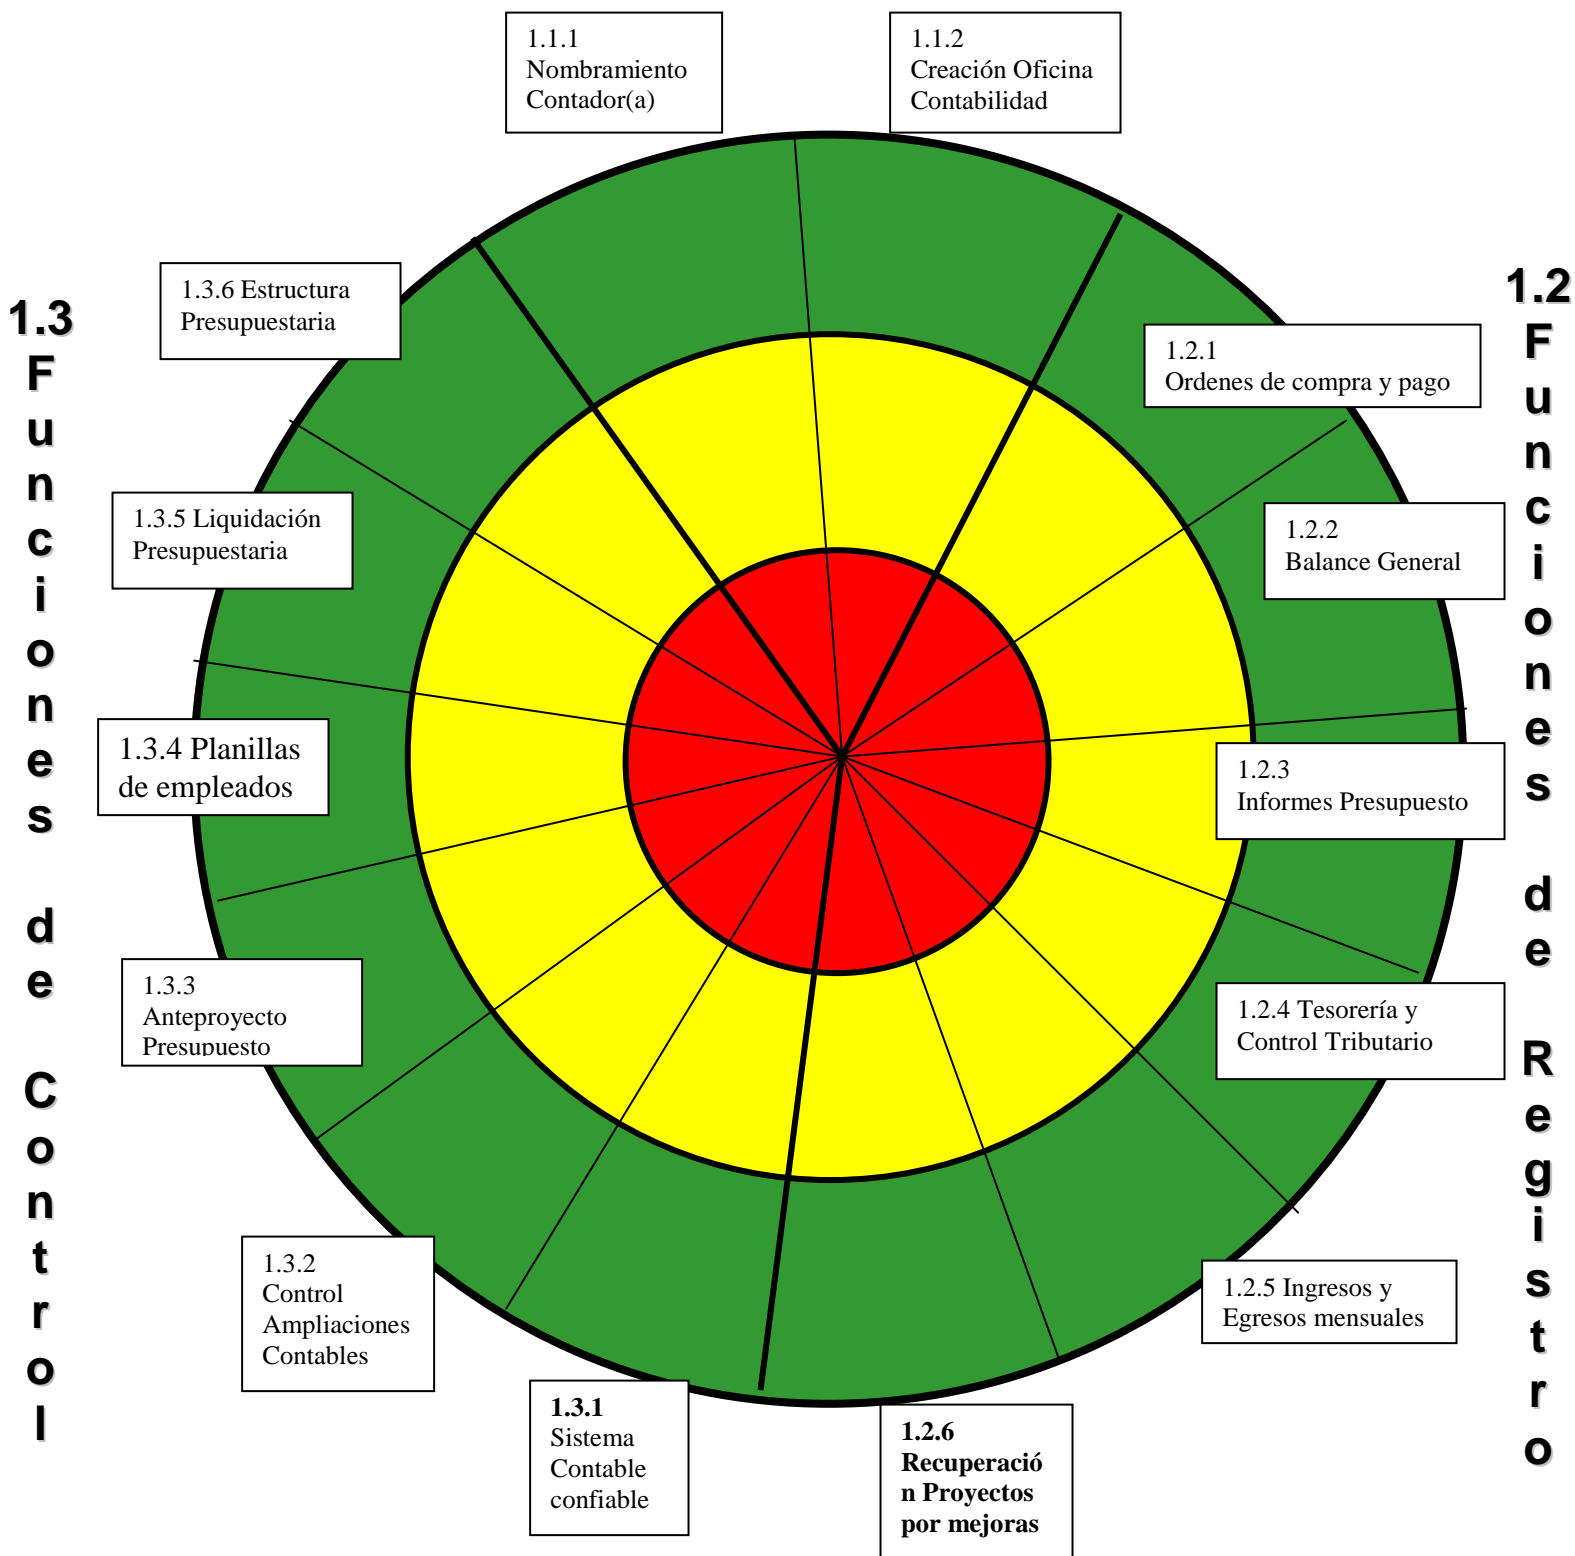 1.1.1
Nombramiento
Contador(a)
1.1.2
Creación Oficina
Contabilidad
1.3
Funciones de Control
1.2
Funciones de Registro
1.3.6 Estructura
Presupuestaria
1.2.1
Ordenes de compra y pago
1.3.5 Liquidación
Presupuestaria
1.2.2
Balance General
1.3.4 Planillas
de empleados
1.2.3
Informes Presupuesto
1.3.3
Anteproyecto
Presupuesto
1.2.4 Tesorería y
Control Tributario
1.3.2
Control
Ampliaciones
Contables
1.2.5 Ingresos y
Egresos mensuales
1.3.1
Sistema
Contable
confiable
1.2.6
Recuperació
n Proyectos
por mejoras